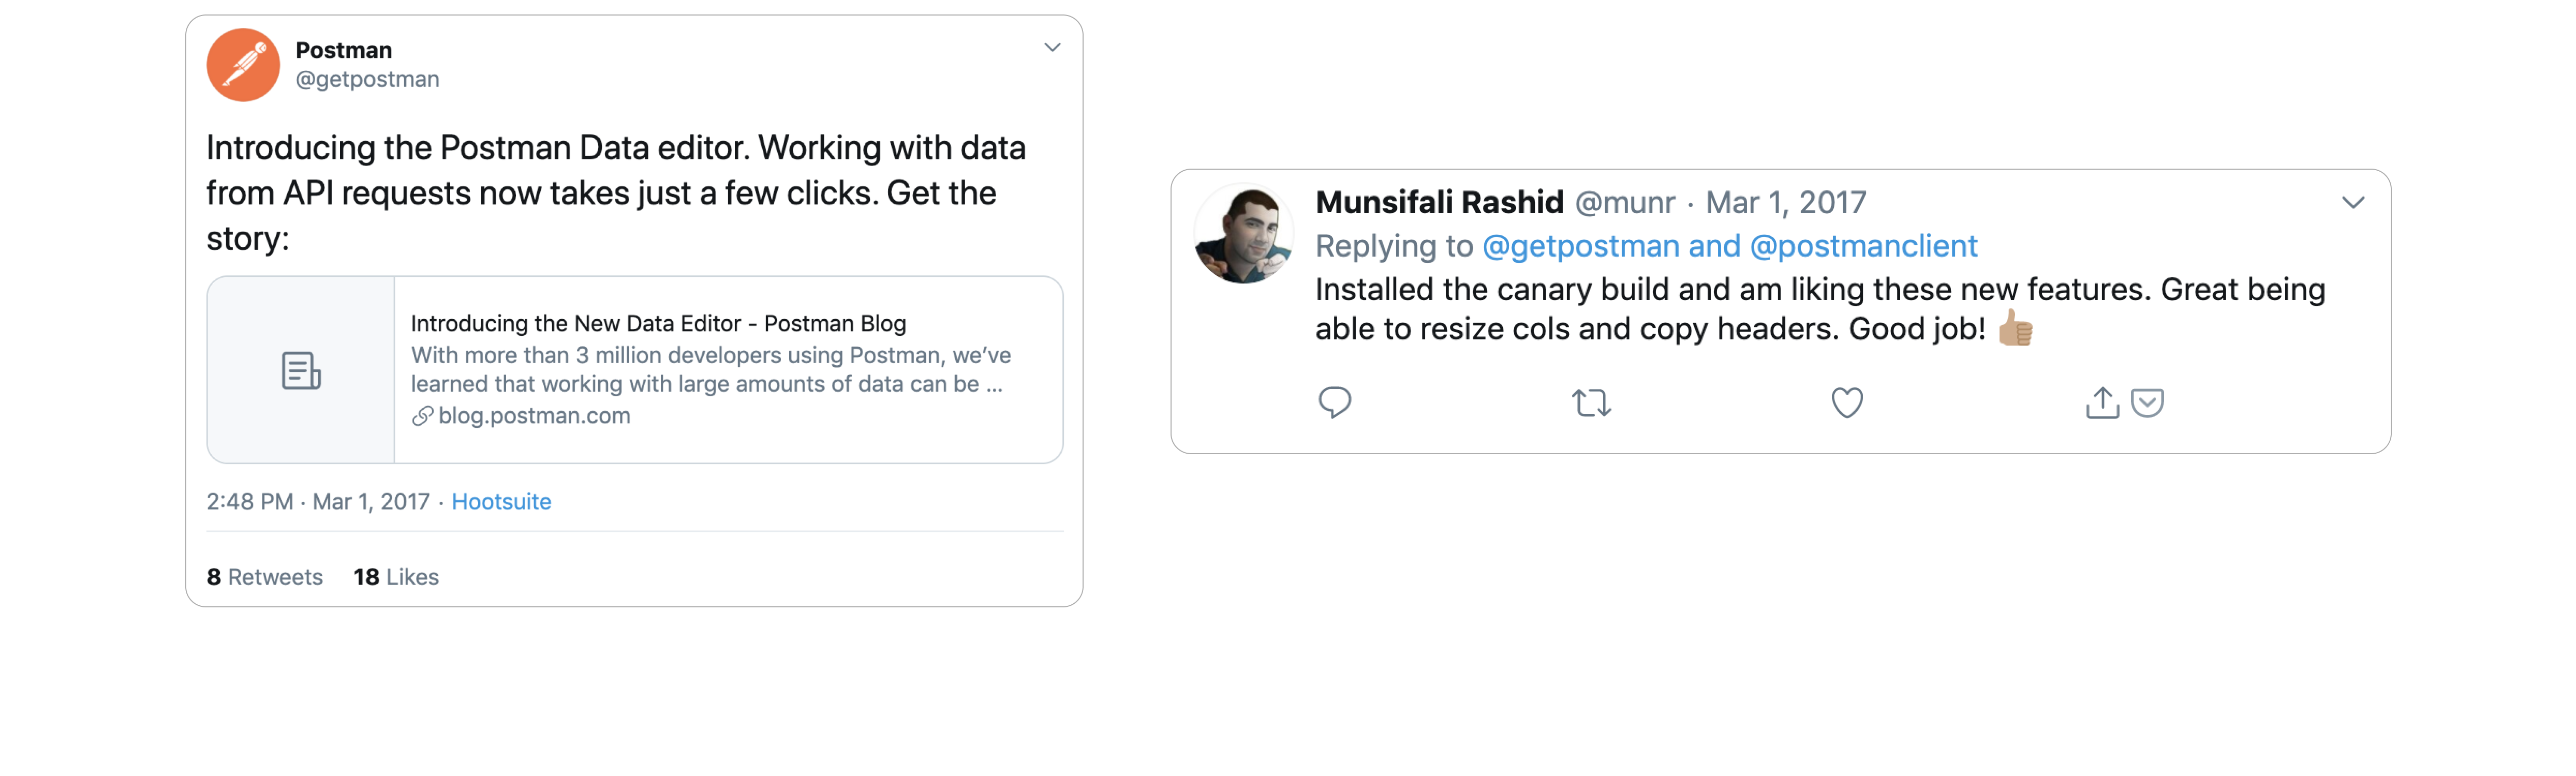 Postman
@getpostman
Introducing the Postman Data editor. Working with data
from API requests now takes just a few clicks. Get the
story:
Introducing the New Data Editor - Postman Blog
With more than 3 million developers using Postman, we’ve
learned that working with large amounts of data can be ...
blog.postman.com
2:48 PM · Mar 1, 2017 · Hootsuite
8 Retweets 18 Likes
Munsifali Rashid @munr · Mar 1, 2017
Replying to @getpostman and @postmanclient
Installed the canary build and am liking these new features. Great being
able to resize cols and copy headers. Good job! 👍🏽